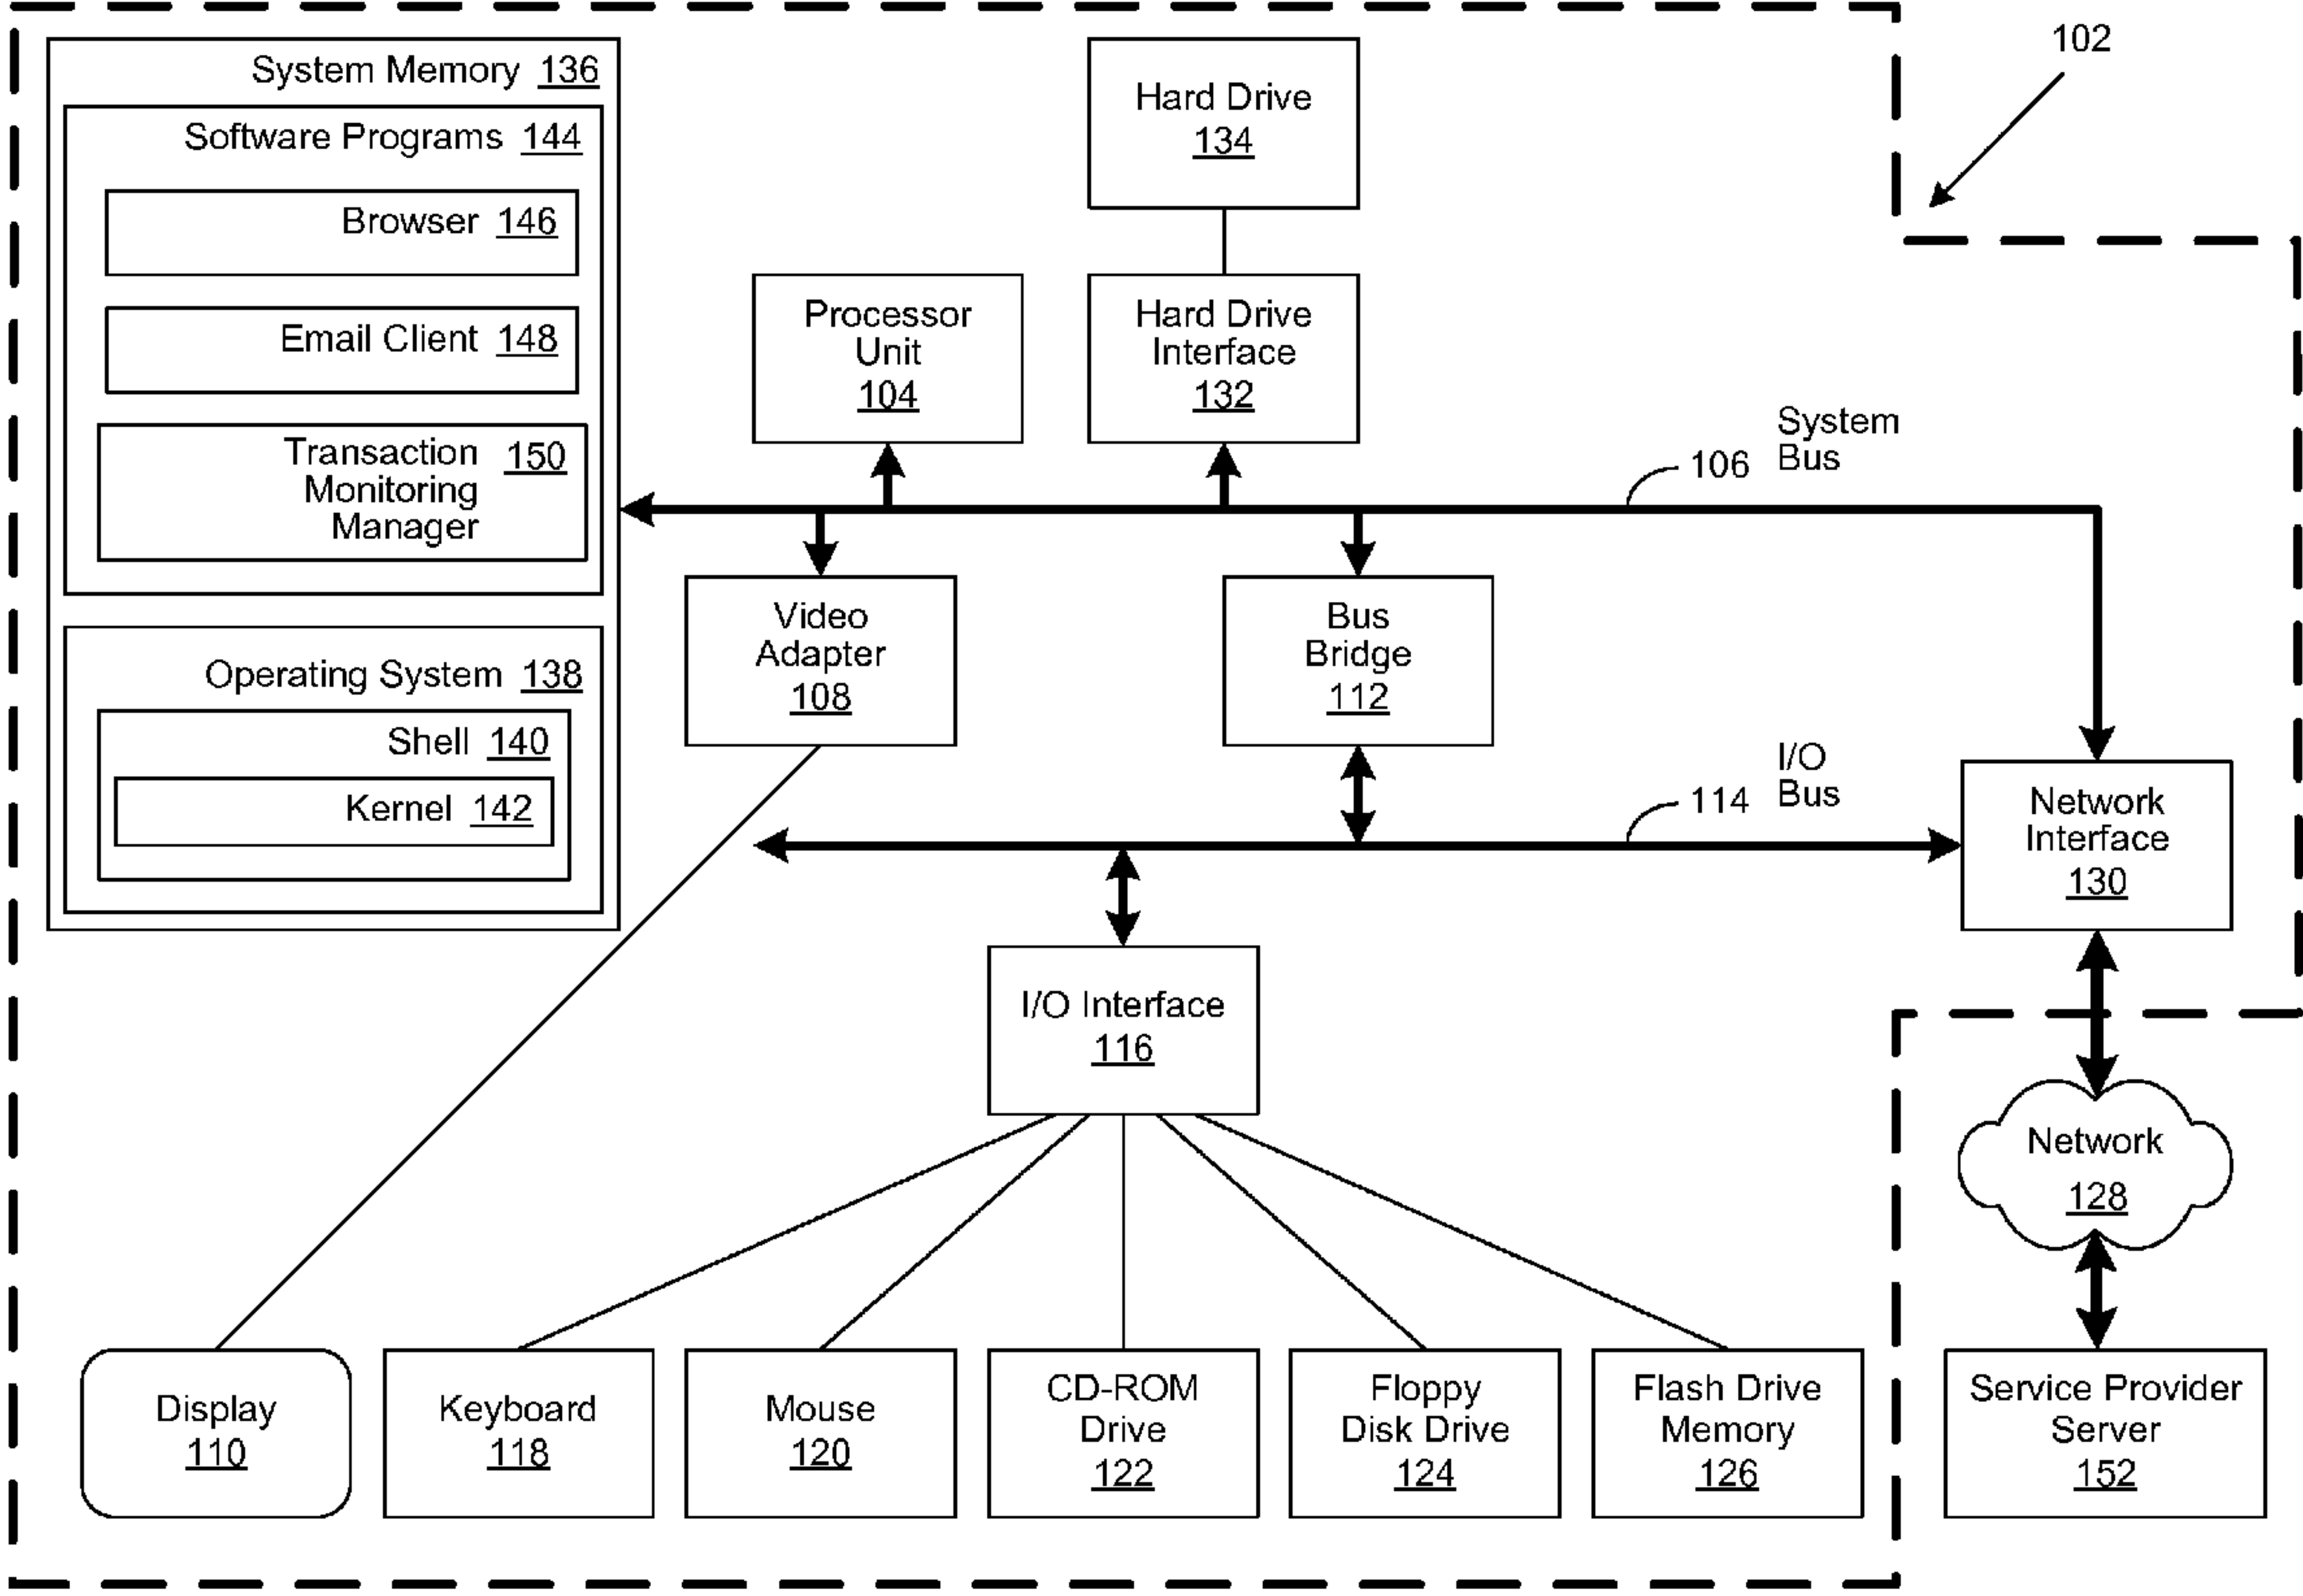 102
System Memory 136
Software Programs 144
Browser 146
Email Client 148
Transaction 150
Monitoring
Manager
Operating System 138
Shell 140
Kernel 142
Hard Drive
134
Processor
Unit
104
Hard Drive
Interface
132
System
Bus
106
Video
Adapter
108
Bus
Bridge
112
I/O
Bus
114
Network
Interface
130
I/O Interface
116
Network
128
Display
110
Keyboard
118
Mouse
120
CD-ROM
Drive
122
Floppy
Disk Drive
124
Flash Drive
Memory
126
Service Provider
Server
152